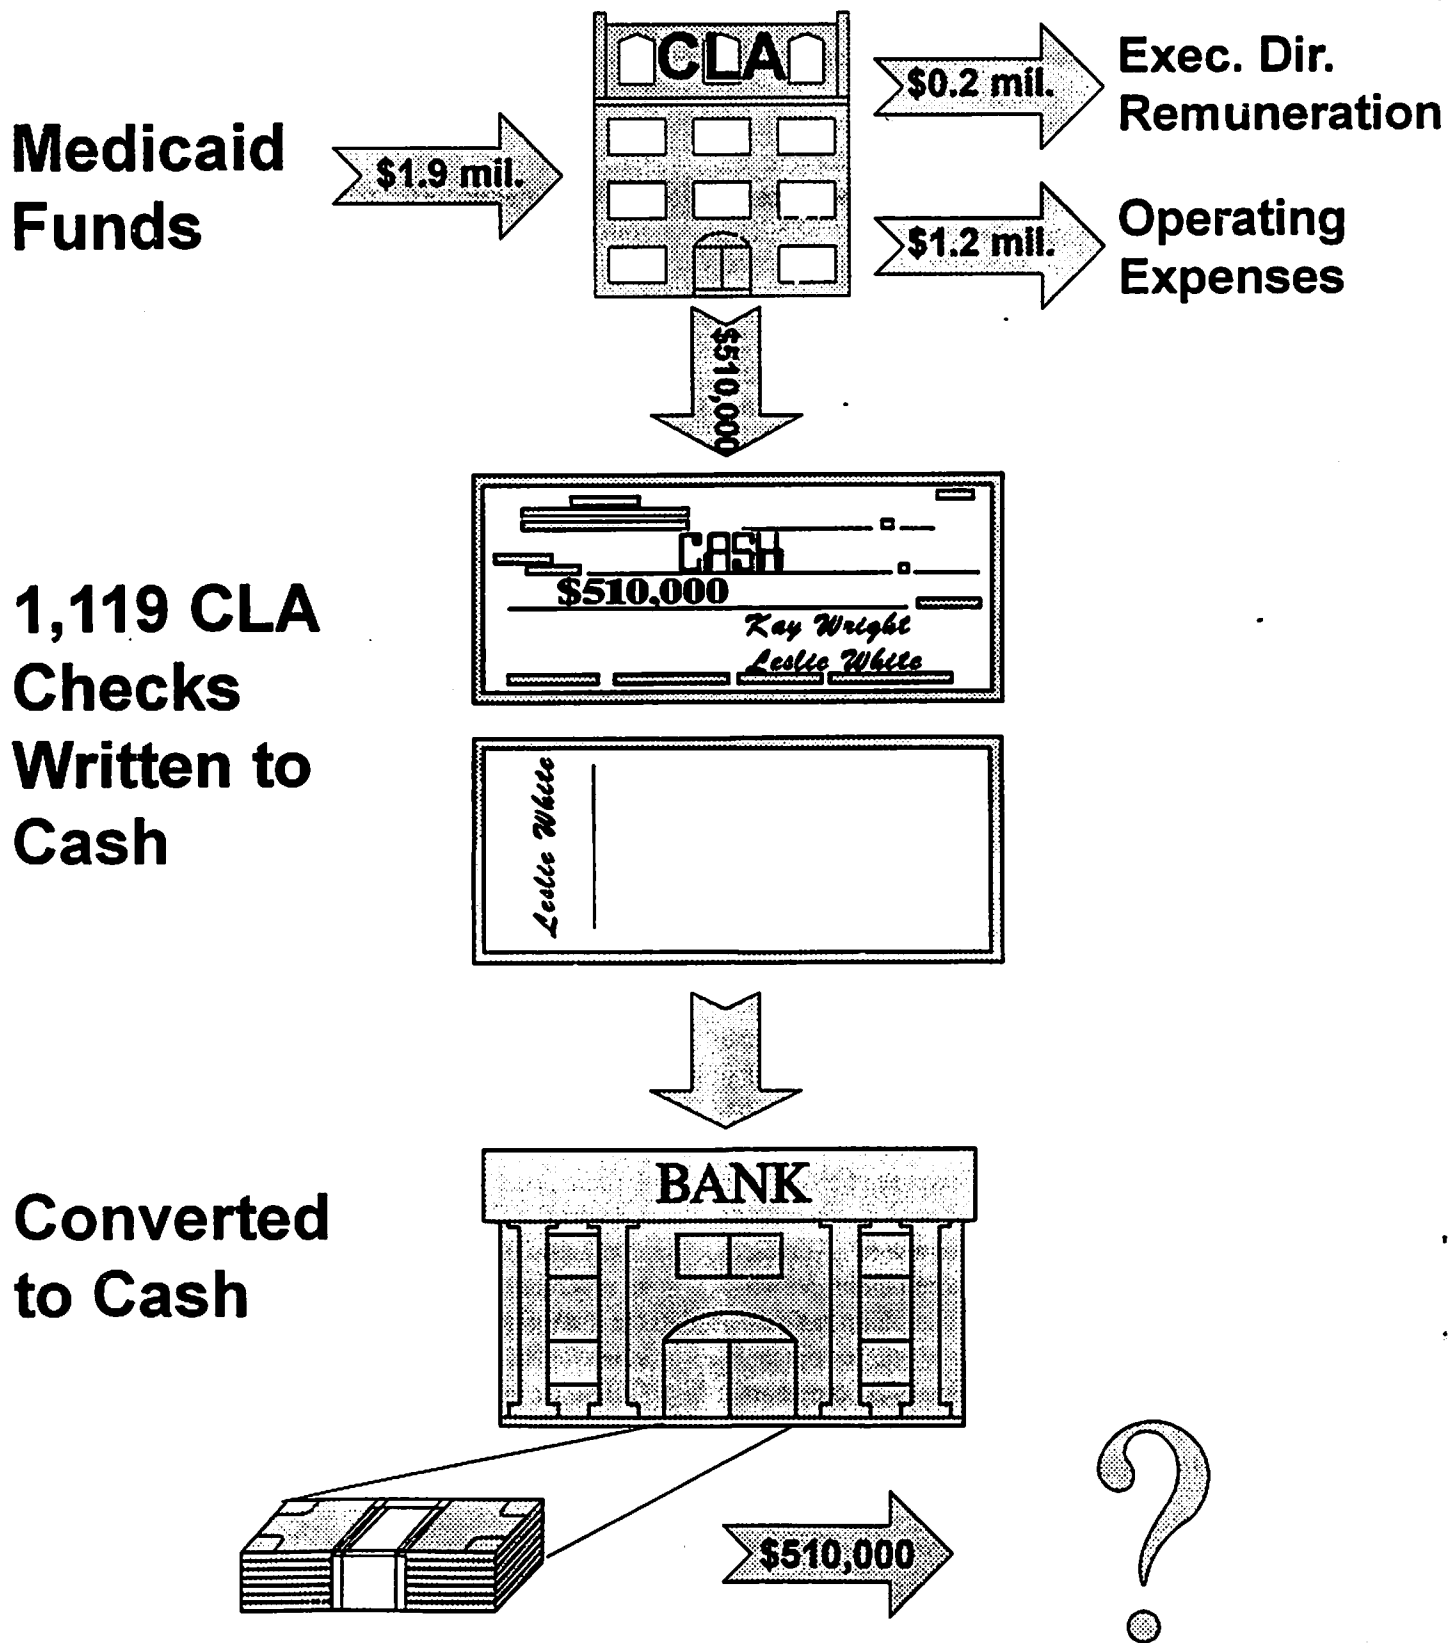 CLA
$0.2 mil.
Exec. Dir.
Remuneration
Medicaid
Funds
$1.9 mil.
$1.2 mil.
Operating
Expenses
$510,000
1,119 CLA
Checks
Written to
Cash
CASH
$510,000
Kay Wright
Leslie White
Leslie White
Converted
to Cash
BANK
$510,000
?